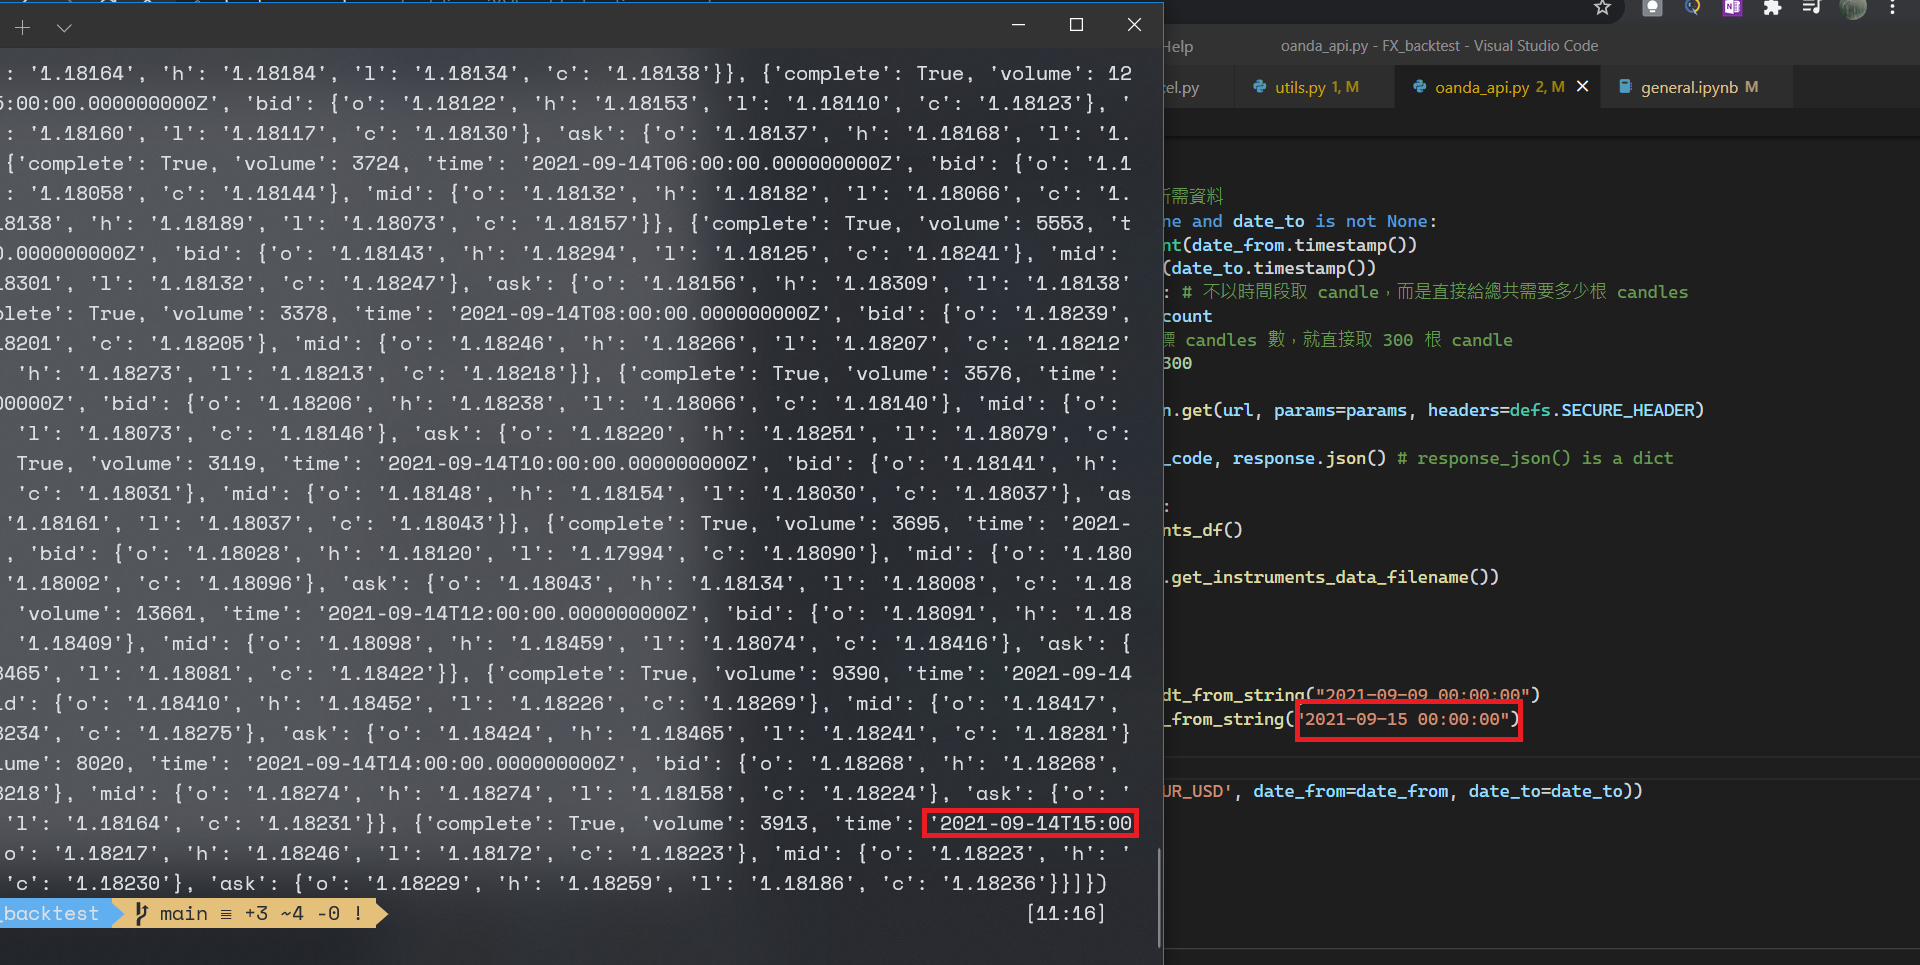 : '1.18164', 'h': '1.18184', 'l': '1.18134', 'c': '1.18138'}}, {'complete': True, 'volume': 12
5:00:00.000000000Z', 'bid': {'o': '1.18122', 'h': '1.18153', 'l': '1.18110', 'c': '1.18123'}, '
: '1.18160', 'l': '1.18117', 'c': '1.18130'}, 'ask': {'o': '1.18137', 'h': '1.18168', 'l': '1.
{'complete': True, 'volume': 3724, 'time': '2021-09-14T06:00:00.000000000Z', 'bid': {'o': '1.1
: '1.18058', 'c': '1.18144'}, 'mid': {'o': '1.18132', 'h': '1.18182', 'l': '1.18066', 'c': '1.
18138', 'h': '1.18189', 'l': '1.18073', 'c': '1.18157'}}, {'complete': True, 'volume': 5553, 't
0.000000000Z', 'bid': {'o': '1.18143', 'h': '1.18294', 'l': '1.18125', 'c': '1.18241'}, 'mid':
18301', 'l': '1.18132', 'c': '1.18247'}, 'ask': {'o': '1.18156', 'h': '1.18309', 'l': '1.18138'
plete': True, 'volume': 3378, 'time': '2021-09-14T08:00:00.000000000Z', 'bid': {'o': '1.18239',
18201', 'c': '1.18205'}, 'mid': {'o': '1.18246', 'h': '1.18266', 'l': '1.18207', 'c': '1.18212'
'h': '1.18273', 'l': '1.18213', 'c': '1.18218'}}, {'complete': True, 'volume': 3576, 'time':
00000Z', 'bid': {'o': '1.18206', 'h': '1.18238', 'l': '1.18066', 'c': '1.18140'}, 'mid': {'o':
'l': '1.18073', 'c': '1.18146'}, 'ask': {'o': '1.18220', 'h': '1.18251', 'l': '1.18079', 'c':
True, 'volume': 3119, 'time': '2021-09-14T10:00:00.000000000Z', 'bid': {'o': '1.18141', 'h':
'c': '1.18031'}, 'mid': {'o': '1.18148', 'h': '1.18154', 'l': '1.18030', 'c': '1.18037'}, 'as
'1.18161', 'l': '1.18037', 'c': '1.18043'}}, {'complete': True, 'volume': 3695, 'time': '2021-
, 'bid': {'o': '1.18028', 'h': '1.18120', 'l': '1.17994', 'c': '1.18090'}, 'mid': {'o': '1.180
'1.18002', 'c': '1.18096'}, 'ask': {'o': '1.18043', 'h': '1.18134', 'l': '1.18008', 'c': '1.18
'volume': 13661, 'time': '2021-09-14T12:00:00.000000000Z', 'bid': {'o': '1.18091', 'h': '1.18
'1.18409'}, 'mid': {'o': '1.18098', 'h': '1.18459', 'l': '1.18074', 'c': '1.18416'}, 'ask': {
8465', 'l': '1.18081', 'c': '1.18422'}}, {'complete': True, 'volume': 9390, 'time': '2021-09-14
id': {'o': '1.18410', 'h': '1.18452', 'l': '1.18226', 'c': '1.18269'}, 'mid': {'o': '1.18417',
8234', 'c': '1.18275'}, 'ask': {'o': '1.18424', 'h': '1.18465', 'l': '1.18241', 'c': '1.18281'}
ume': 8020, 'time': '2021-09-14T14:00:00.000000000Z', 'bid': {'o': '1.18268', 'h': '1.18268',
8218'}, 'mid': {'o': '1.18274', 'h': '1.18274', 'l': '1.18158', 'c': '1.18224'}, 'ask': {'o': '
'l': '1.18164', 'c': '1.18231'}}, {'complete': True, 'volume': 3913, 'time': '2021-09-14T15:00
o': '1.18217', 'h': '1.18246', 'l': '1.18172', 'c': '1.18223'}, 'mid': {'o': '1.18223', 'h': '
'c': '1.18230'}, 'ask': {'o': '1.18229', 'h': '1.18259', 'l': '1.18186', 'c': '1.18236'}}]})
_backtest main ≡ +3 ~4 -0 ! [11:16]
Help oanda_api.py - FX_backtest - Visual Studio Code
cel.py utils.py 1, M oanda_api.py 2, M general.ipynb M
所需資料
ne and date_to is not None:
nt(date_from.timestamp())
(date_to.timestamp())
: # 不以時間段取 candle，而是直接給總共需要多少根 candles
count
標 candles 數，就直接取 300 根 candle
300
n.get(url, params=params, headers=defs.SECURE_HEADER)
_code, response.json() # response_json() is a dict
:
nts_df()
.get_instruments_data_filename())
dt_from_string("2021-09-09 00:00:00")
_from_string("2021-09-15 00:00:00")
UR_USD', date_from=date_from, date_to=date_to))